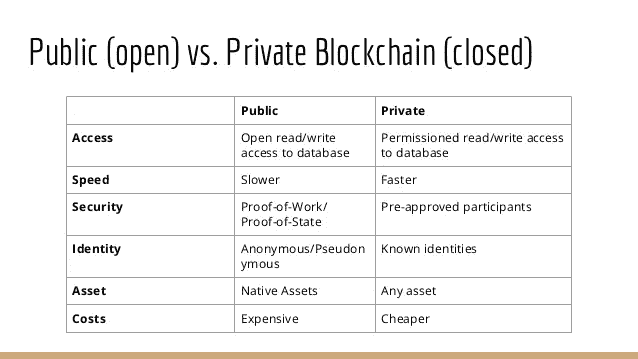 Public (open) vs. Private Blockchain (closed)
Public Private
Access Open read/write Permissioned read/write access
access to database to database
Speed Slower Faster
Security Proof-of-Work/ Pre-approved participants
Proof-of-State
Identity Anonymous/Pseudon Known identities
ymous
Asset Native Assets Any asset
Costs Expensive Cheaper